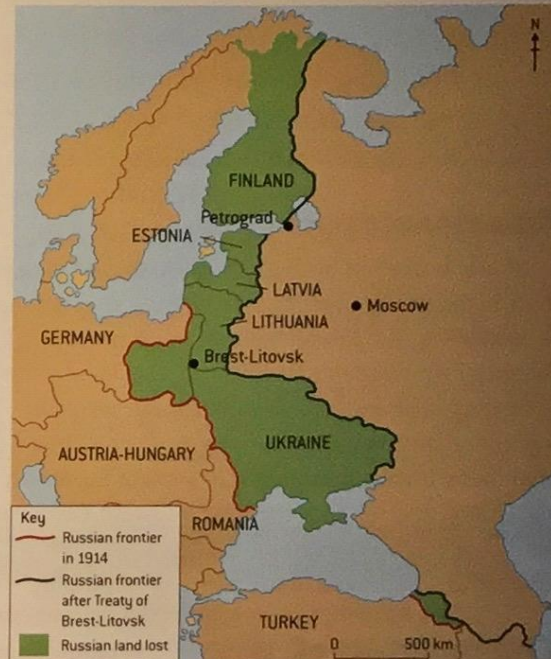 N
FINLAND
Petrograd
ESTONIA
LATVIA
Moscow
LITHUANIA
GERMANY
Brest-Litovsk
UKRAINE
AUSTRIA-HUNGARY
ROMANIA
Key
Russian frontier
in 1914
Russian frontier
after Treaty of
Brest-Litovsk
Russian land lost
TURKEY
0 500 km